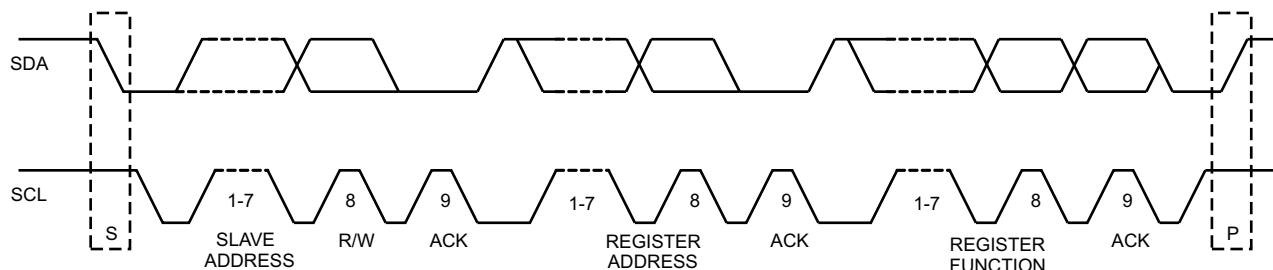 SDA
SCL
1-7
8
9
1-7
8
9
1-7
8
9
S
SLAVE
ADDRESS
R/W
ACK
REGISTER
ADDRESS
ACK
REGISTER
FUNCTION
ACK
P